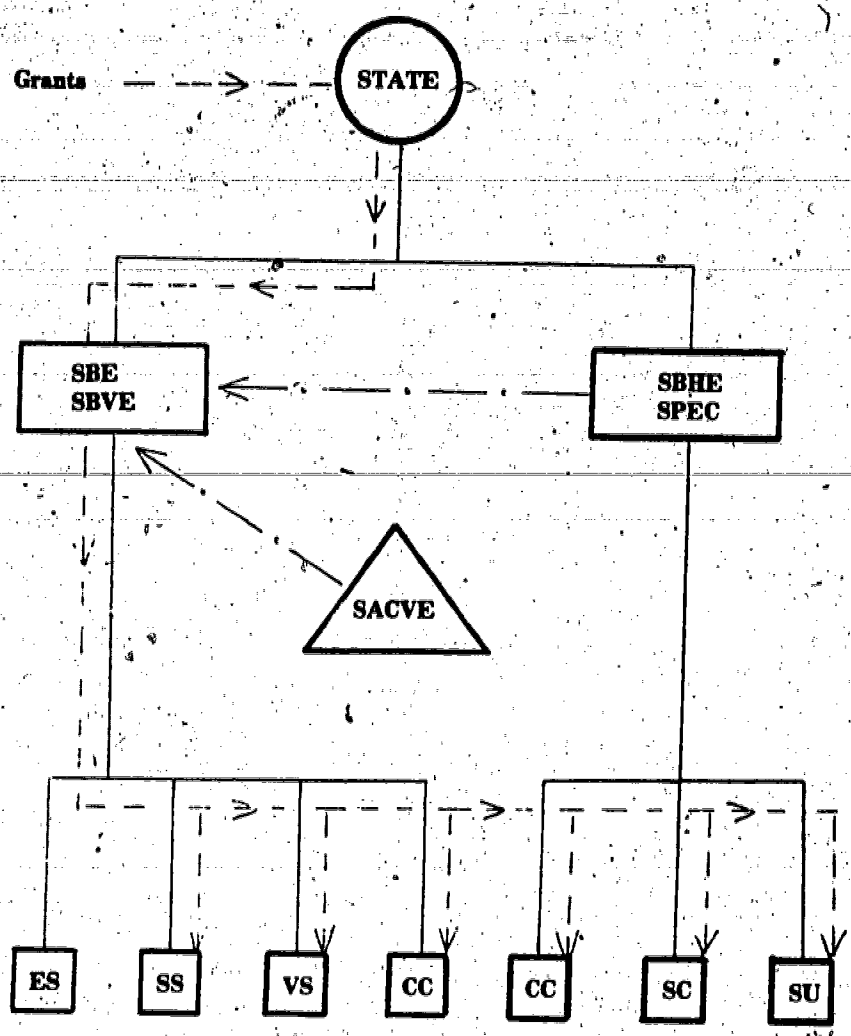 Grants
STATE
SBE
SBVE
SBHE
SPEC
SACVE
ES
SS
VS
CC
CC
SC
SU